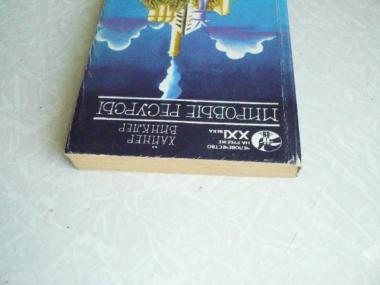 ЧЕЛОВЕЧЕСТВО
НА РУБЕЖЕ
XXI ВЕКА
ХАЙНЕР
ВИНКЛЕР
МИРОВЫЕ РЕСУРСЫ